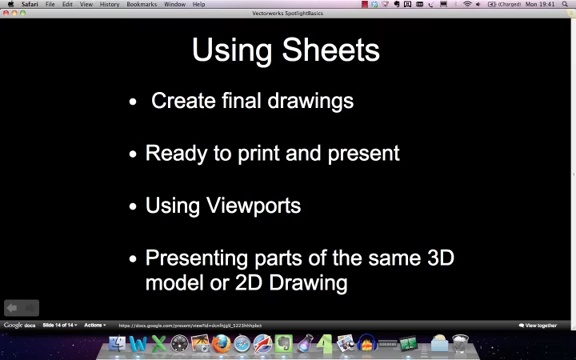 Safari File Edit View History Bookmarks Window Help (Charged) Mon 19:41
Vectorworks SpotlightBasics
Using Sheets
• Create final drawings
• Ready to print and present
• Using Viewports
• Presenting parts of the same 3D
model or 2D Drawing
Google docs Slide 14 of 14 Actions View together